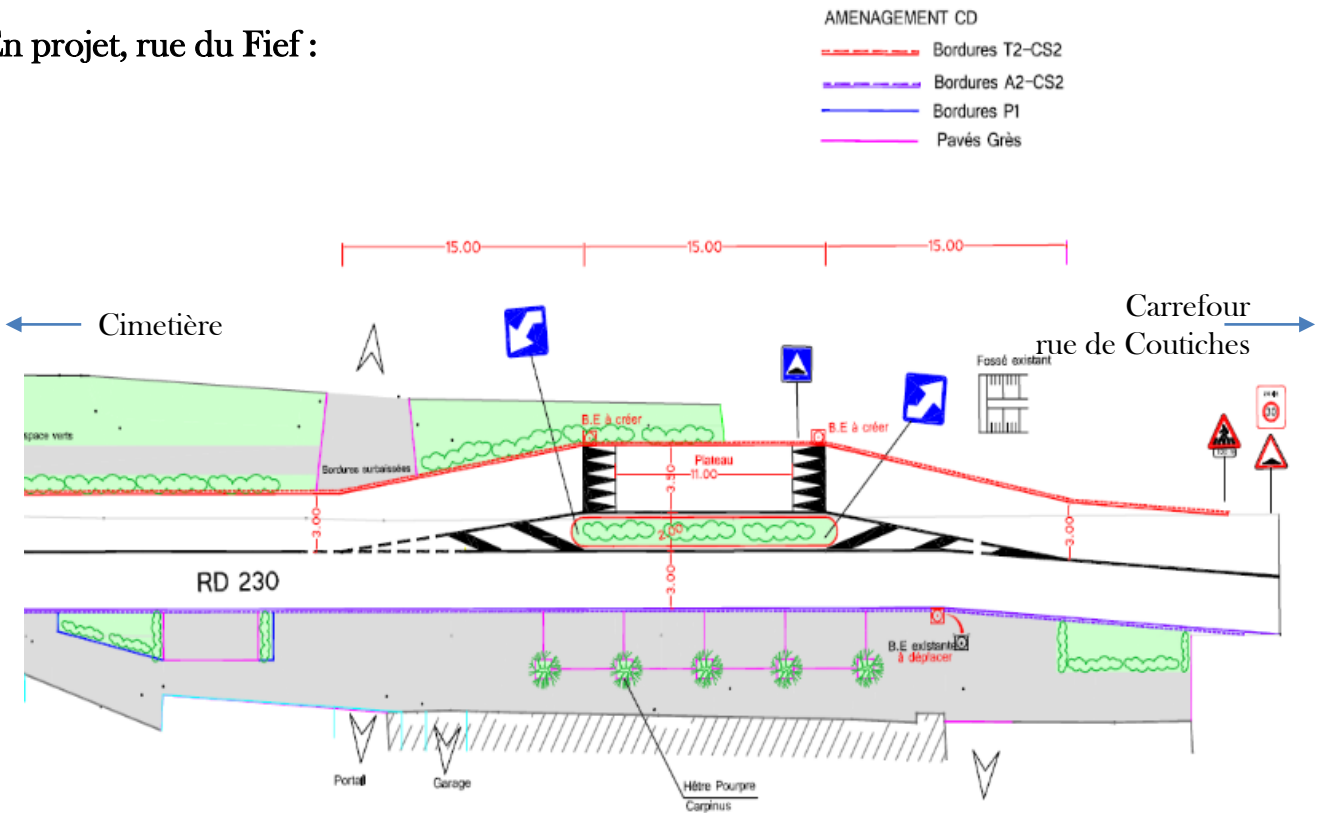 En projet, rue du Fief :
AMENAGEMENT CD
Bordures T2-CS2
Bordures A2-CS2
Bordures P1
Pavés Grès
15.00
15.00
15.00
Cimetière
Carrefour
rue de Coutiches
Fossé existant
B.E à créer
B.E à créer
30
space verts
Bordures surbaissées
Plateau
11.00
3.50
3.00
2.00
3.00
3.00
RD 230
B.E existante
à déplacer
Portail
Garage
Hêtre Pourpre
Carpinus